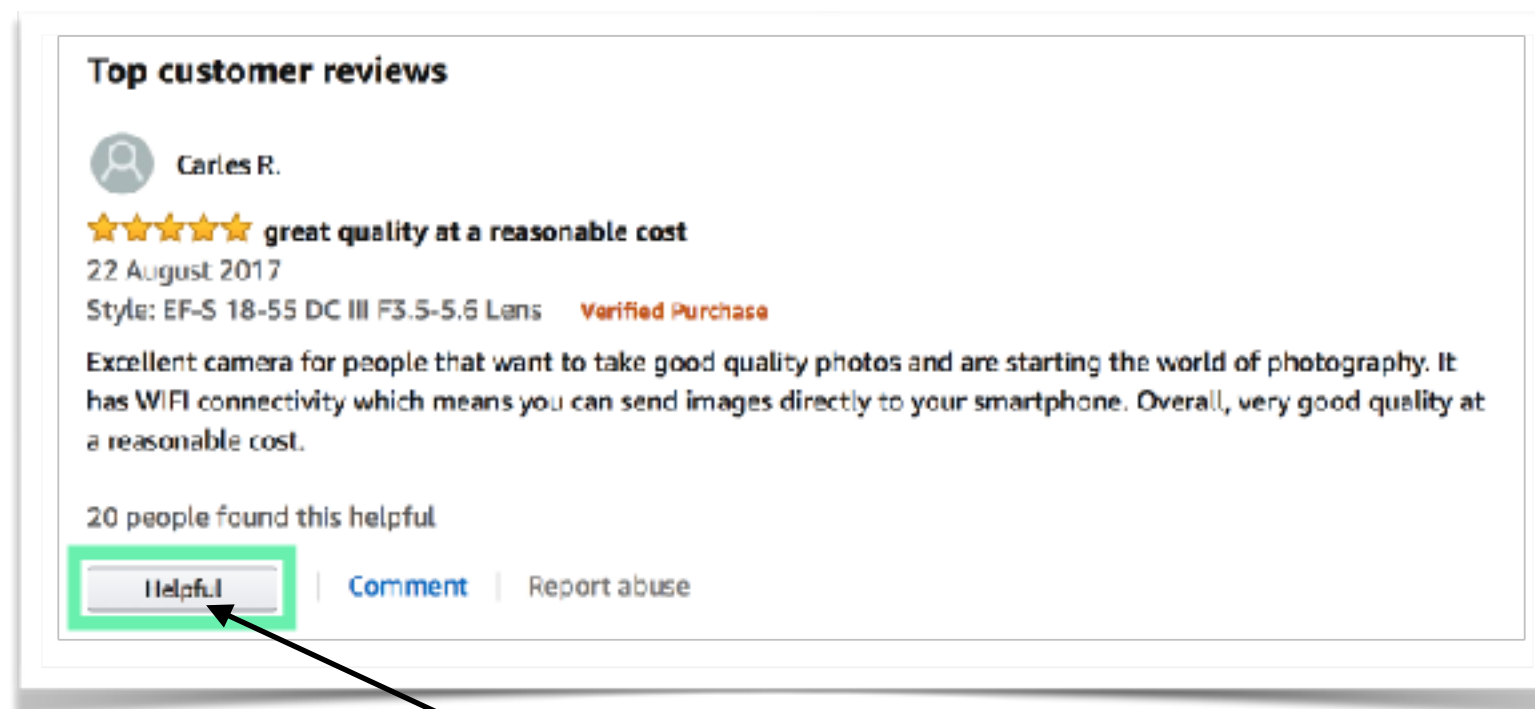 Top customer reviews
Carles R.
great quality at a reasonable cost
22 August 2017
Style: EF-S 18-55 DC III F3.5-5.6 Lens Verified Purchase
Excellent camera for people that want to take good quality photos and are starting the world of photography. It
has WIFI connectivity which means you can send images directly to your smartphone. Overall, very good quality at
a reasonable cost.
20 people found this helpful
Helpful Comment Report abuse